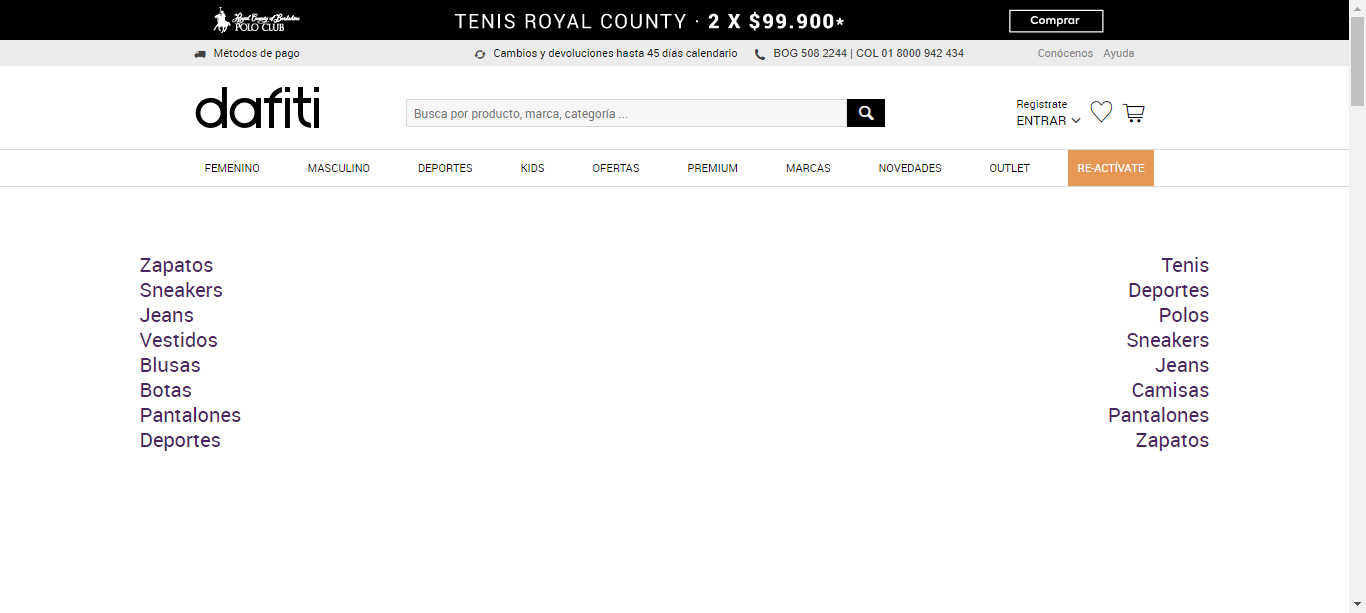 Royal County of Berkshire
POLO CLUB
TENIS ROYAL COUNTY · 2 X $99.900*
Comprar
Métodos de pago
Cambios y devoluciones hasta 45 días calendario
BOG 508 2244 | COL 01 8000 942 434
Conócenos Ayuda
dafiti
Busca por producto, marca, categoría ...
Registrate
ENTRAR
FEMENINO MASCULINO DEPORTES KIDS OFERTAS PREMIUM MARCAS NOVEDADES OUTLET RE-ACTÍVATE
Zapatos
Sneakers
Jeans
Vestidos
Blusas
Botas
Pantalones
Deportes
Tenis
Deportes
Polos
Sneakers
Jeans
Camisas
Pantalones
Zapatos